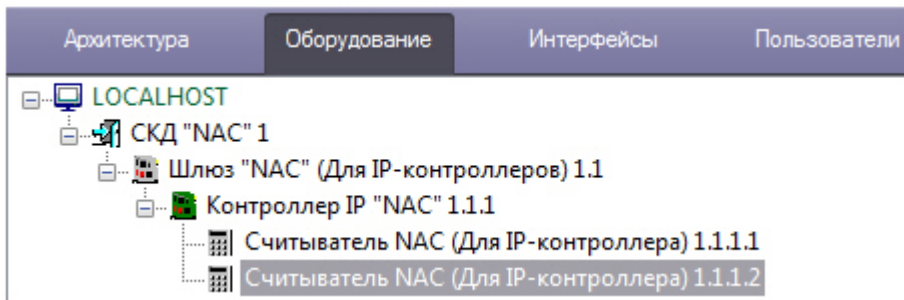 Архитектура Оборудование Интерфейсы Пользователи
LOCALHOST
СКД "NAC" 1
Шлюз "NAC" (Для IP-контроллеров) 1.1
Контроллер IP "NAC" 1.1.1
Считыватель NAC (Для IP-контроллера) 1.1.1.1
Считыватель NAC (Для IP-контроллера) 1.1.1.2